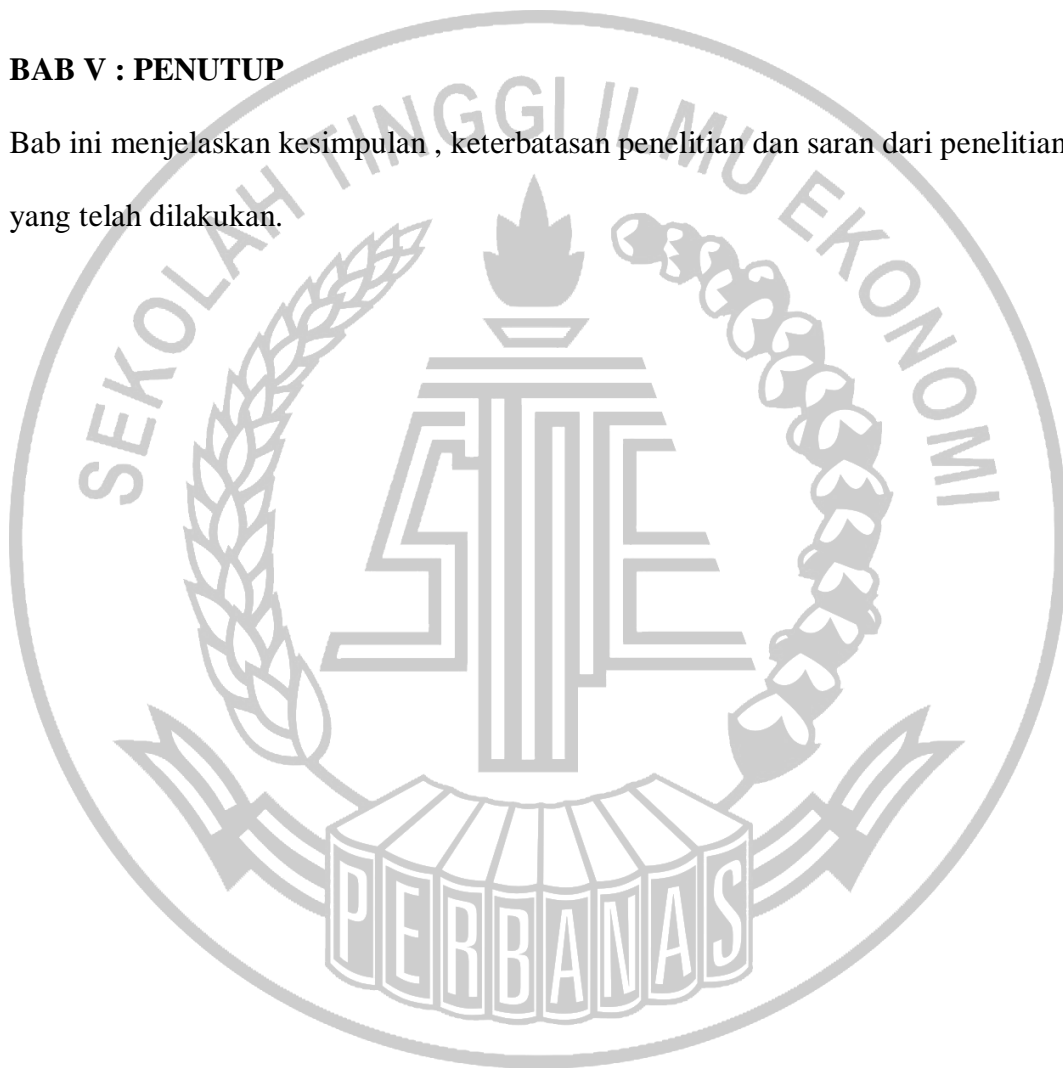 BAB V : PENUTUP
Bab ini menjelaskan kesimpulan , keterbatasan penelitian dan saran dari penelitian
yang telah dilakukan.
SEKOLAH TINGGI ILMU EKONOMI
STIE
PERBANAS